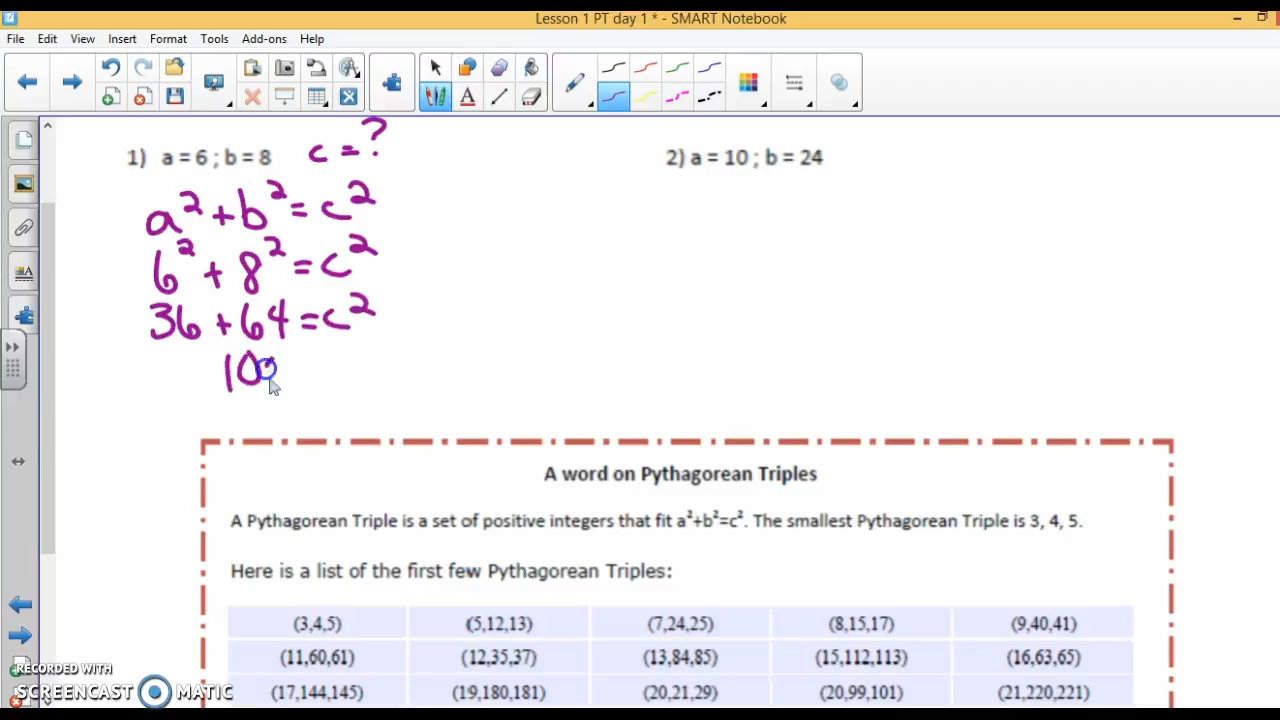 Lesson 1 PT day 1 * - SMART Notebook
File Edit View Insert Format Tools Add-ons Help
1) a = 6 ; b = 8 c = ?
2) a = 10 ; b = 24
a² + b² = c²
6² + 8² = c²
36 + 64 = c²
10
A word on Pythagorean Triples
A Pythagorean Triple is a set of positive integers that fit a²+b²=c². The smallest Pythagorean Triple is 3, 4, 5.
Here is a list of the first few Pythagorean Triples:
(3,4,5) (5,12,13) (7,24,25) (8,15,17) (9,40,41)
(11,60,61) (12,35,37) (13,84,85) (15,112,113) (16,63,65)
(17,144,145) (19,180,181) (20,21,29) (20,99,101) (21,220,221)
RECORDED WITH
SCREENCAST MATIC